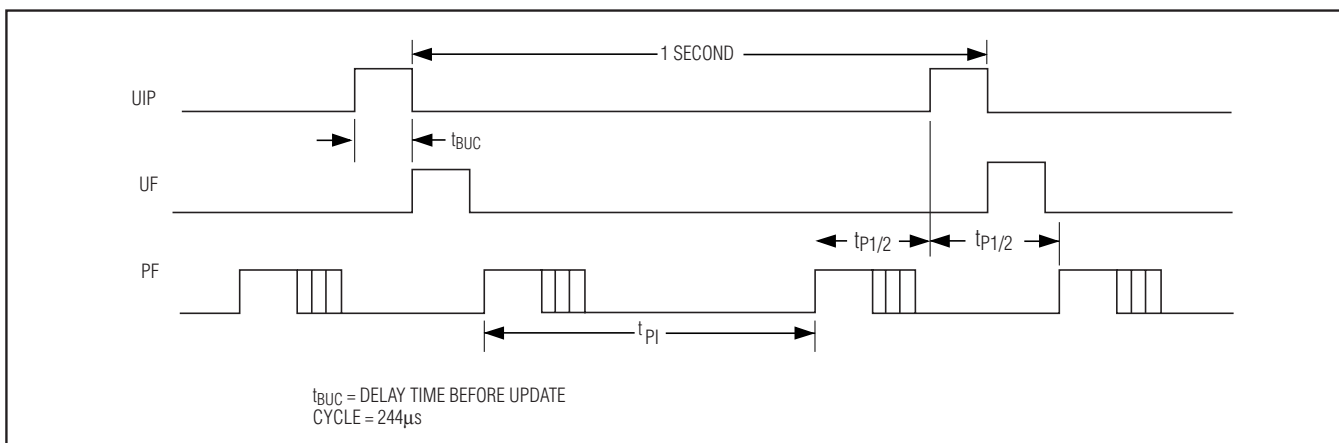 1 SECOND
UIP
tBUC
UF
tP1/2 tP1/2
PF
tPI
tBUC = DELAY TIME BEFORE UPDATE
CYCLE = 244µs